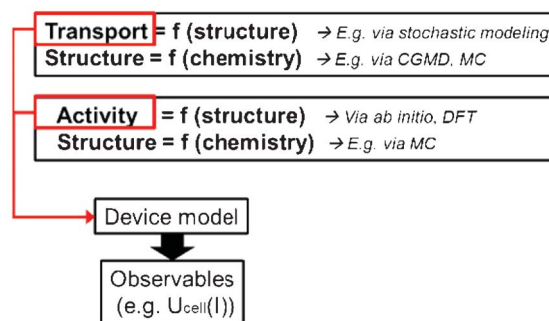 Transport = f (structure) → E.g. via stochastic modeling
Structure = f (chemistry) → E.g. via CGMD, MC
Activity = f (structure) → Via ab initio, DFT
Structure = f (chemistry) → E.g. via MC
Device model
Observables
(e.g. Ucell(I))